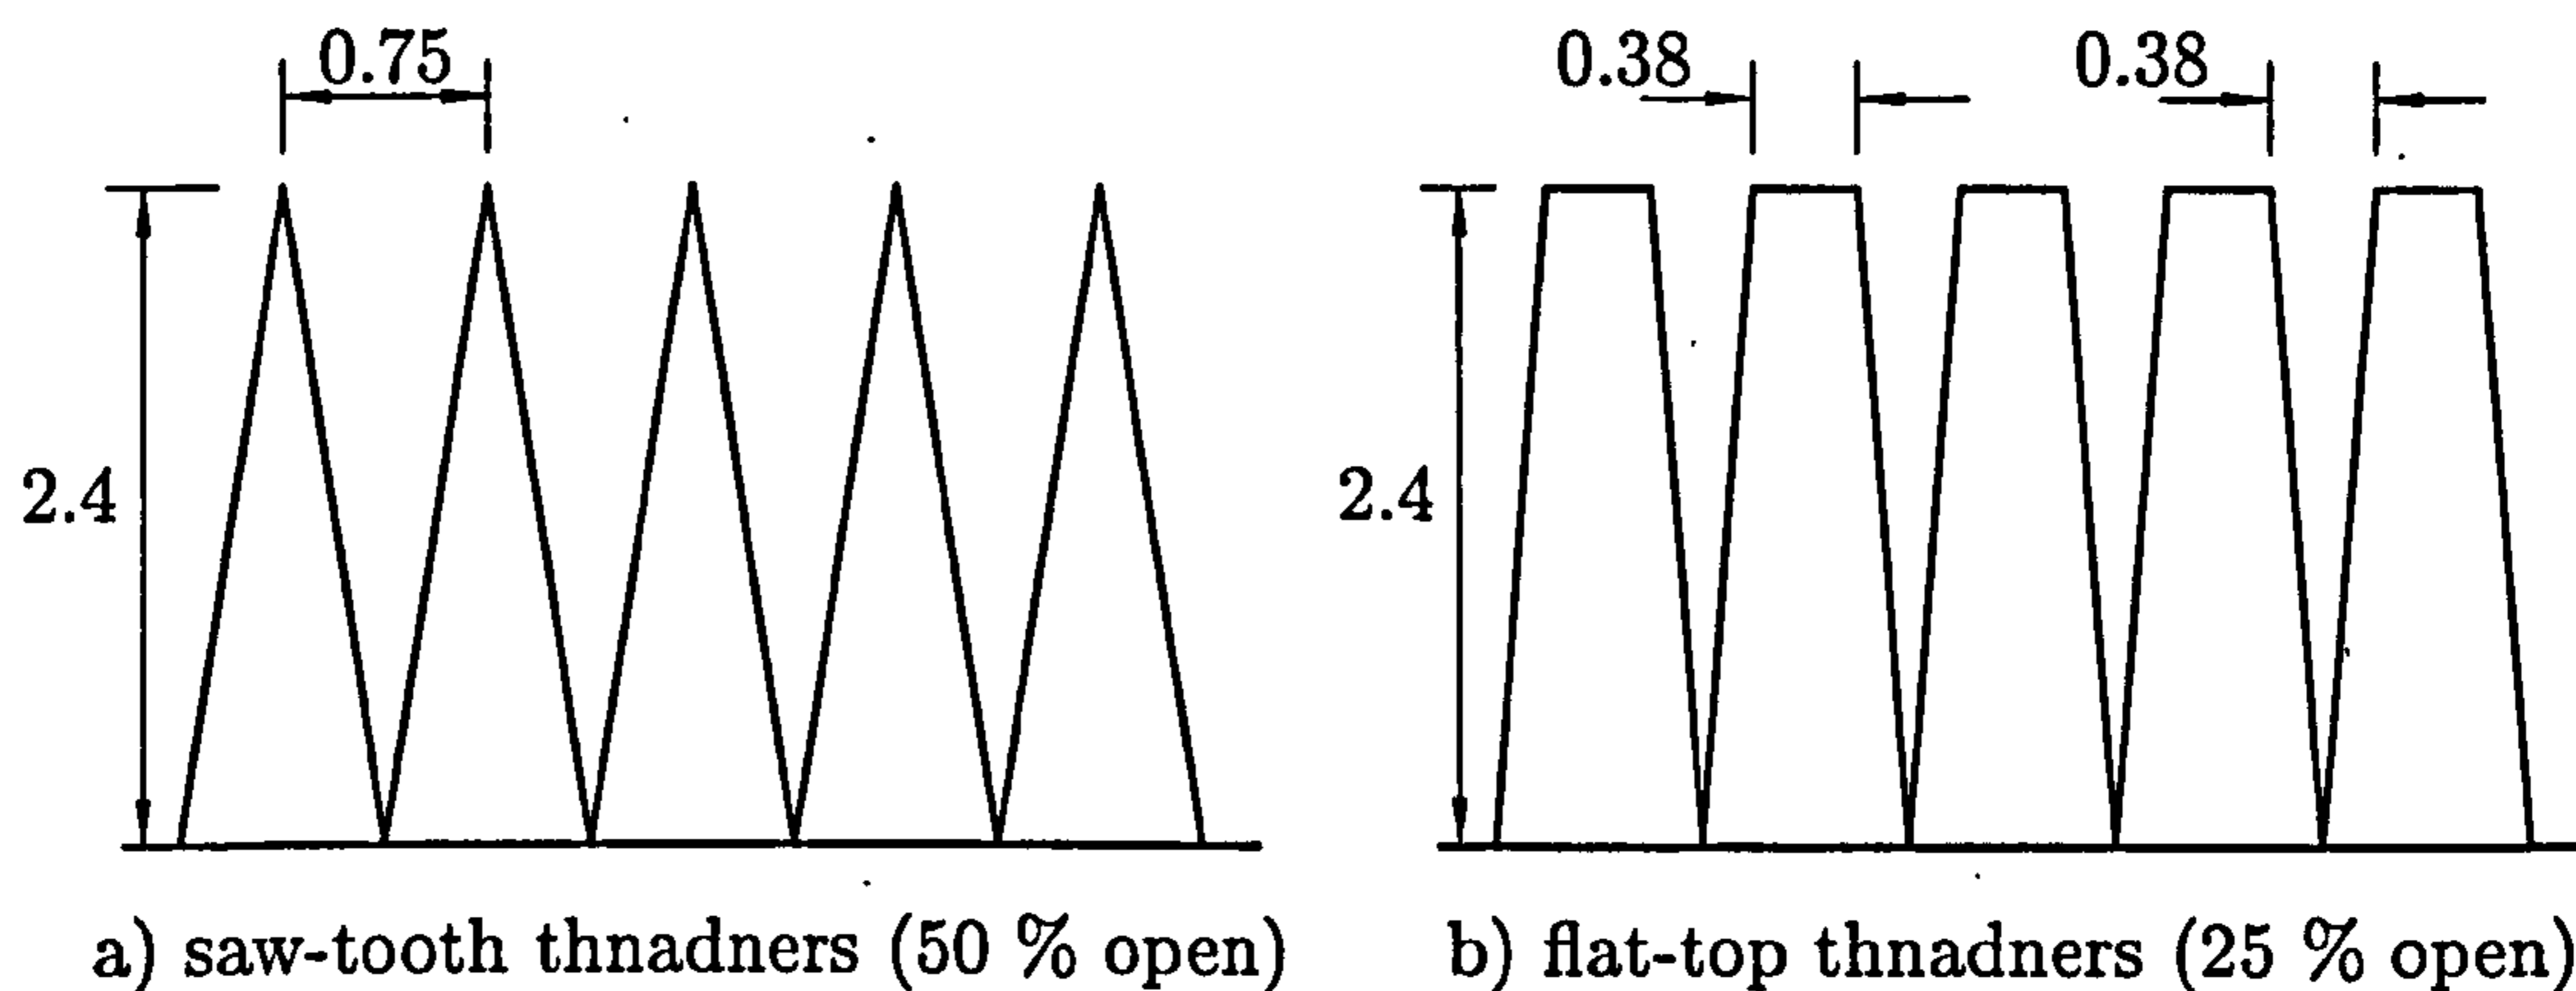 0.75
0.38
0.38
2.4
2.4
a) saw-tooth thnadners (50 % open)
b) flat-top thnadners (25 % open)